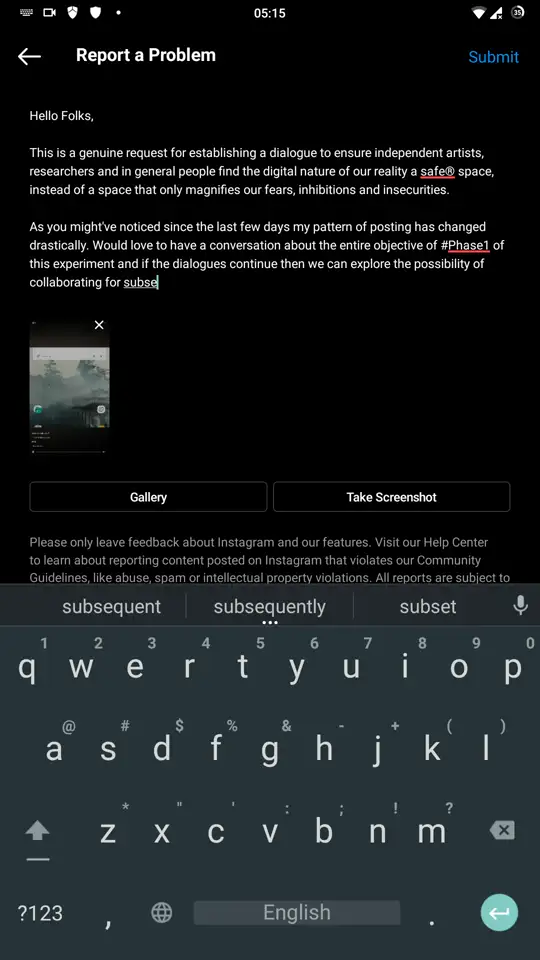 05:15
35
Report a Problem
Submit
Hello Folks,
This is a genuine request for establishing a dialogue to ensure independent artists,
researchers and in general people find the digital nature of our reality a safe® space,
instead of a space that only magnifies our fears, inhibitions and insecurities.
As you might've noticed since the last few days my pattern of posting has changed
drastically. Would love to have a conversation about the entire objective of #Phase1 of
this experiment and if the dialogues continue then we can explore the possibility of
collaborating for subse
Gallery
Take Screenshot
Please only leave feedback about Instagram and our features. Visit our Help Center
to learn about reporting content posted on Instagram that violates our Community
Guidelines, like abuse, spam or intellectual property violations. All reports are subject to
subsequent
subsequently
subset
1 2 3 4 5 6 7 8 9 0
q w e r t y u i o p
@ # $ % & - + ( )
a s d f g h j k l
* " ' : ; ! ?
z x c v b n m
?123 , English .